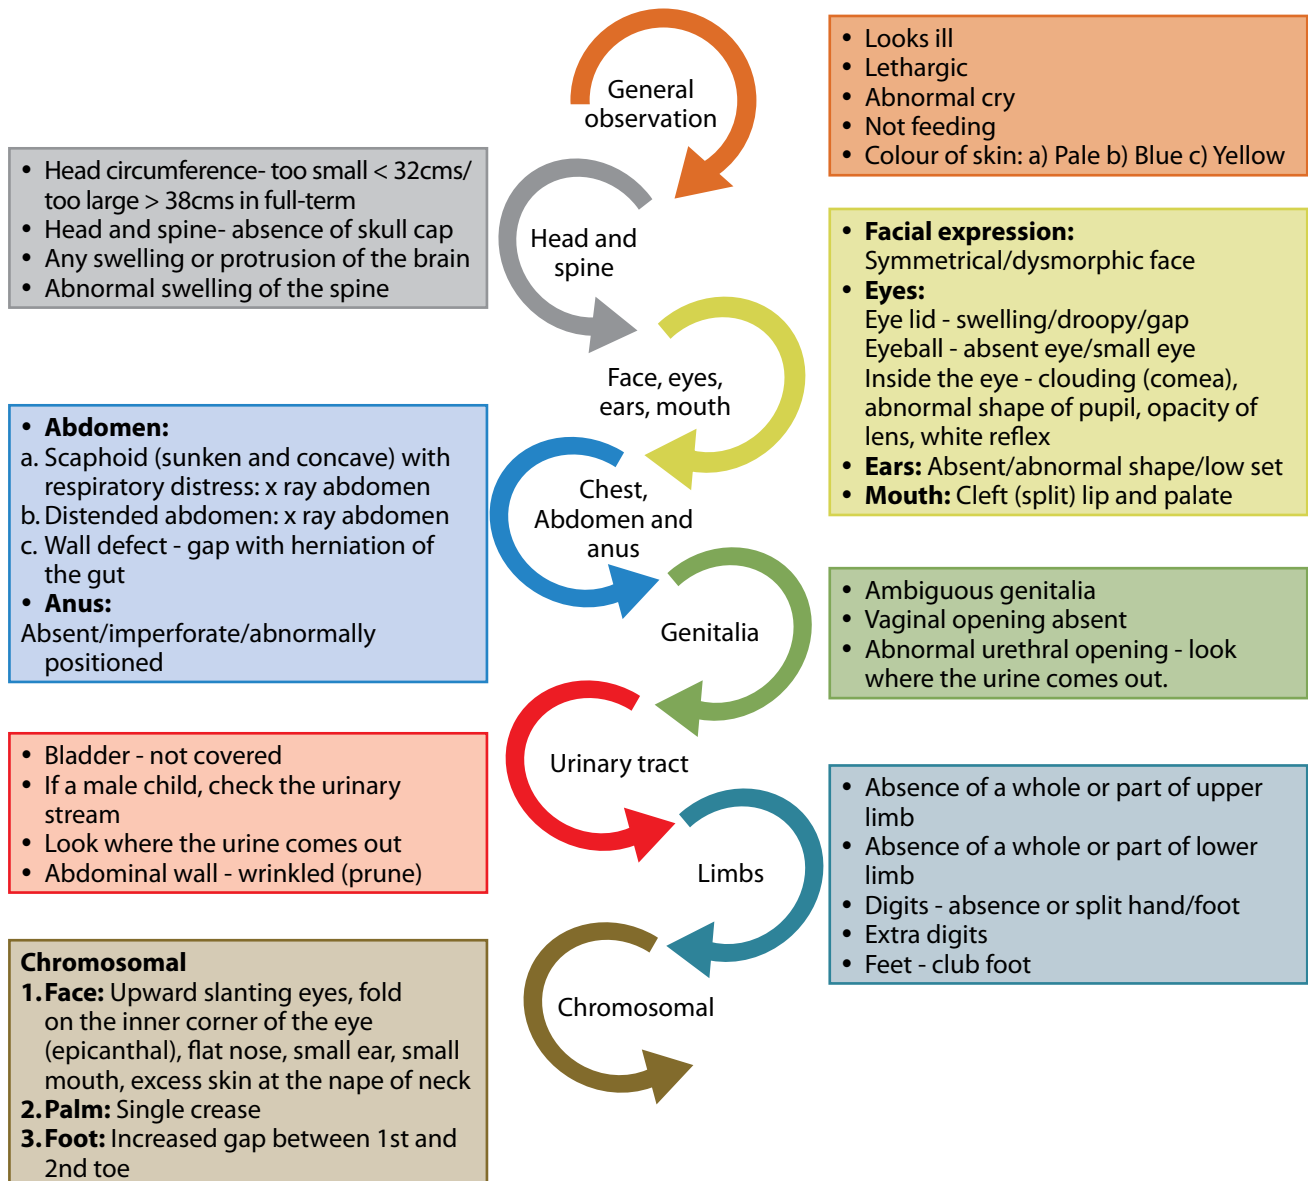 General
observation
• Looks ill
• Lethargic
• Abnormal cry
• Not feeding
• Colour of skin: a) Pale b) Blue c) Yellow
Head and
spine
• Head circumference- too small < 32cms/
too large > 38cms in full-term
• Head and spine- absence of skull cap
• Any swelling or protrusion of the brain
• Abnormal swelling of the spine
Face, eyes,
ears, mouth
• Facial expression:
Symmetrical/dysmorphic face
• Eyes:
Eye lid - swelling/droopy/gap
Eyeball - absent eye/small eye
Inside the eye - clouding (comea),
abnormal shape of pupil, opacity of
lens, white reflex
• Ears: Absent/abnormal shape/low set
• Mouth: Cleft (split) lip and palate
Chest,
Abdomen and
anus
• Abdomen:
a. Scaphoid (sunken and concave) with
respiratory distress: x ray abdomen
b. Distended abdomen: x ray abdomen
c. Wall defect - gap with herniation of
the gut
• Anus:
Absent/imperforate/abnormally
positioned
Genitalia
• Ambiguous genitalia
• Vaginal opening absent
• Abnormal urethral opening - look
where the urine comes out.
Urinary tract
• Bladder - not covered
• If a male child, check the urinary
stream
• Look where the urine comes out
• Abdominal wall - wrinkled (prune)
Limbs
• Absence of a whole or part of upper
limb
• Absence of a whole or part of lower
limb
• Digits - absence or split hand/foot
• Extra digits
• Feet - club foot
Chromosomal
Chromosomal
1. Face: Upward slanting eyes, fold
on the inner corner of the eye
(epicanthal), flat nose, small ear, small
mouth, excess skin at the nape of neck
2. Palm: Single crease
3. Foot: Increased gap between 1st and
2nd toe